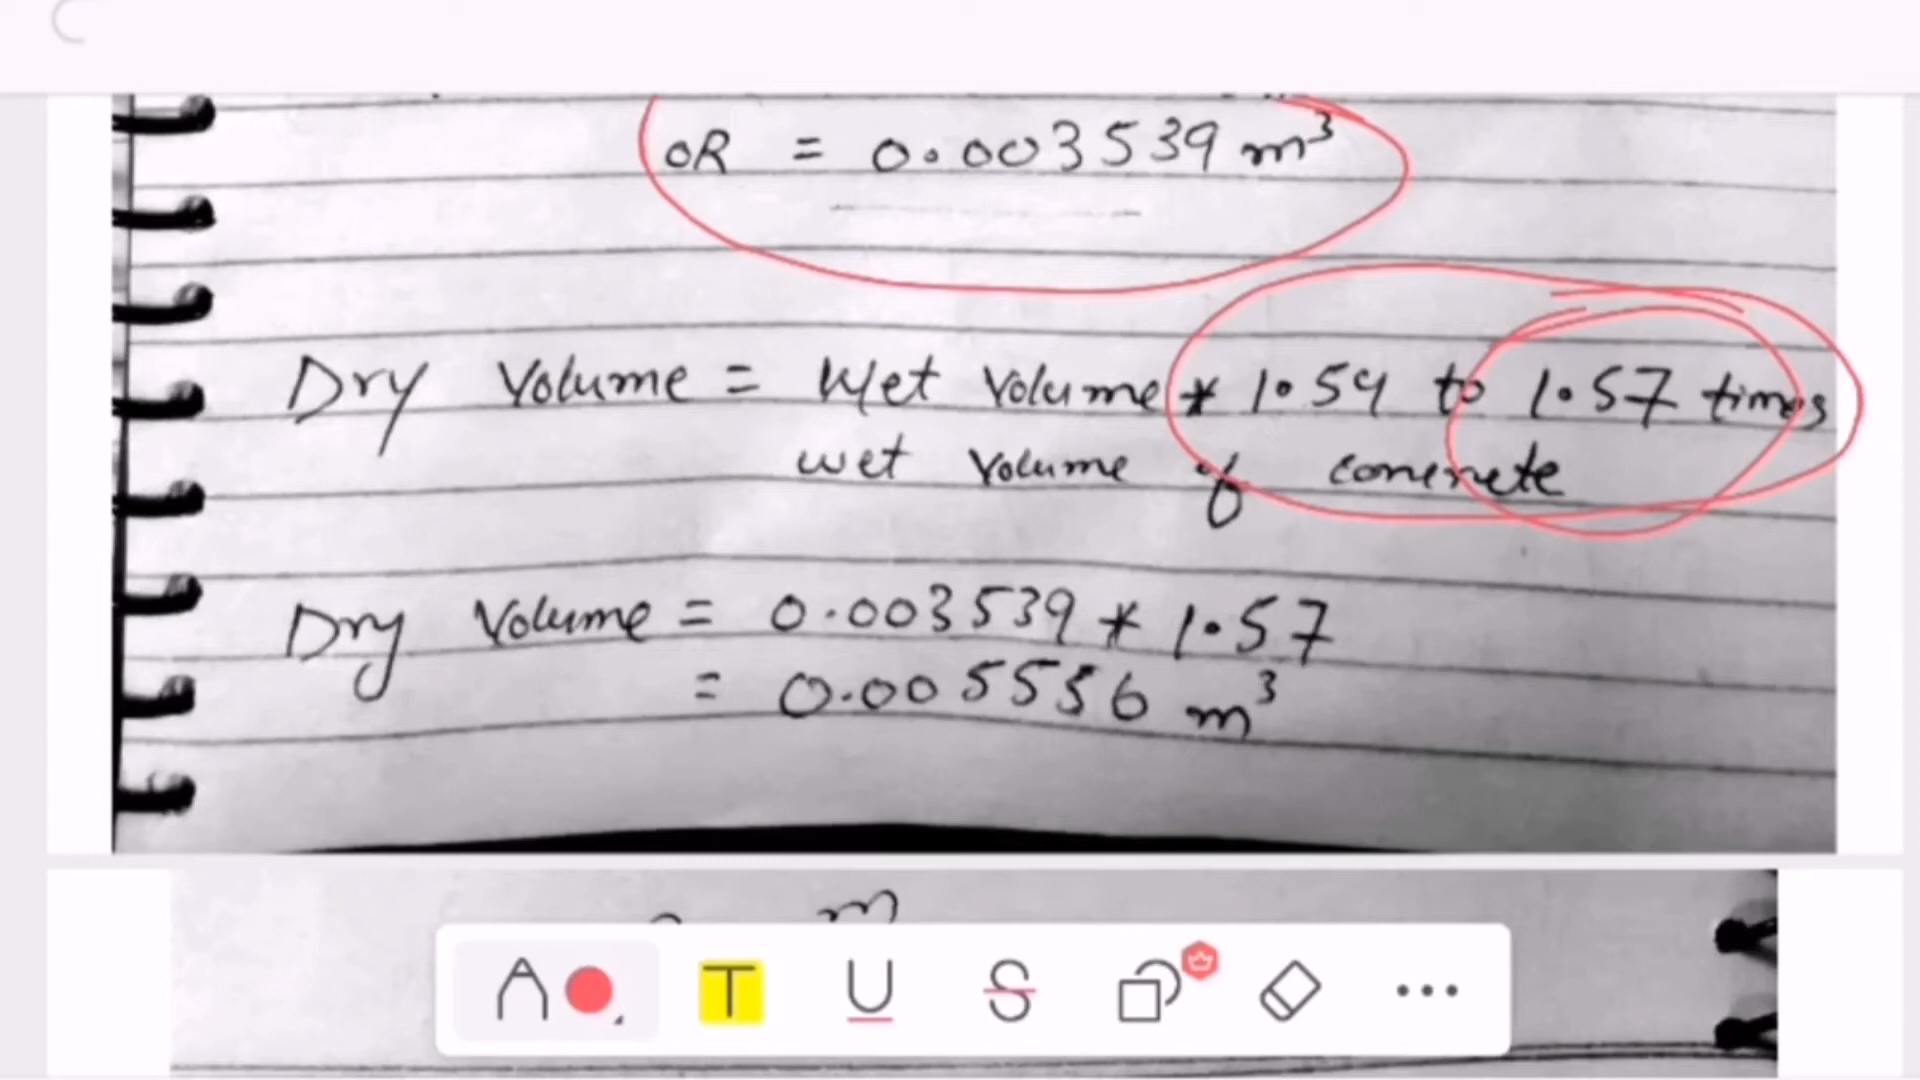 OR = 0.003539 m³
Dry Volume = Wet Volume * 1.54 to 1.57 times
wet Volume of concrete
Dry Volume = 0.003539 * 1.57
= 0.005556 m³
m
A T U S